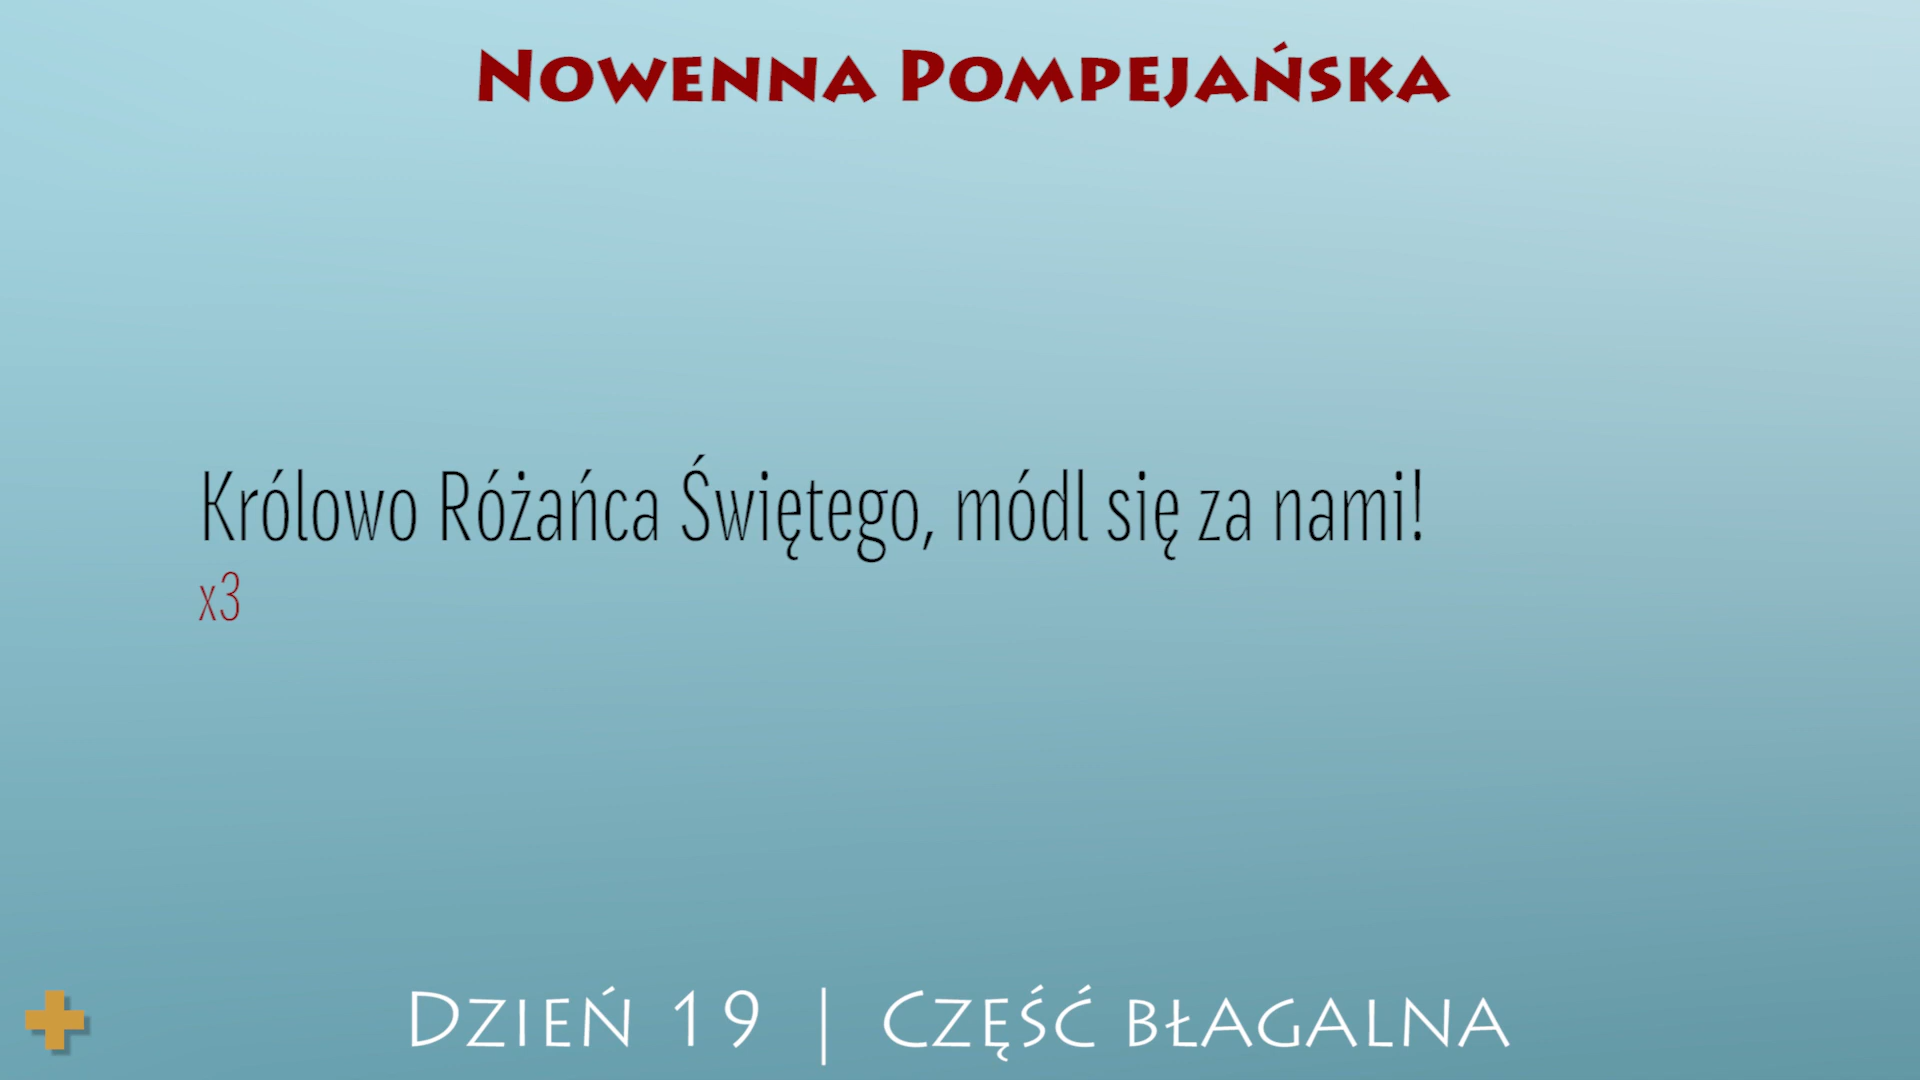 Nowenna Pompejańska
Królowo Różańca Świętego, módl się za nami!
x3
Dzień 19 | Część błagalna